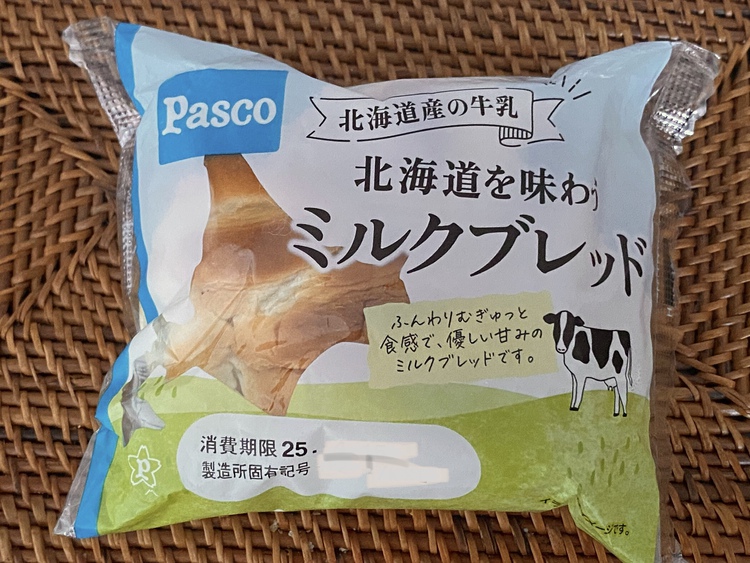 Pasco
北海道産の牛乳
北海道を味わう
ミルクブレッド
ふんわりむぎゅっと
食感で、優しい甘みの
ミルクブレッドです。
消費期限 25.
製造所固有記号
P
です。